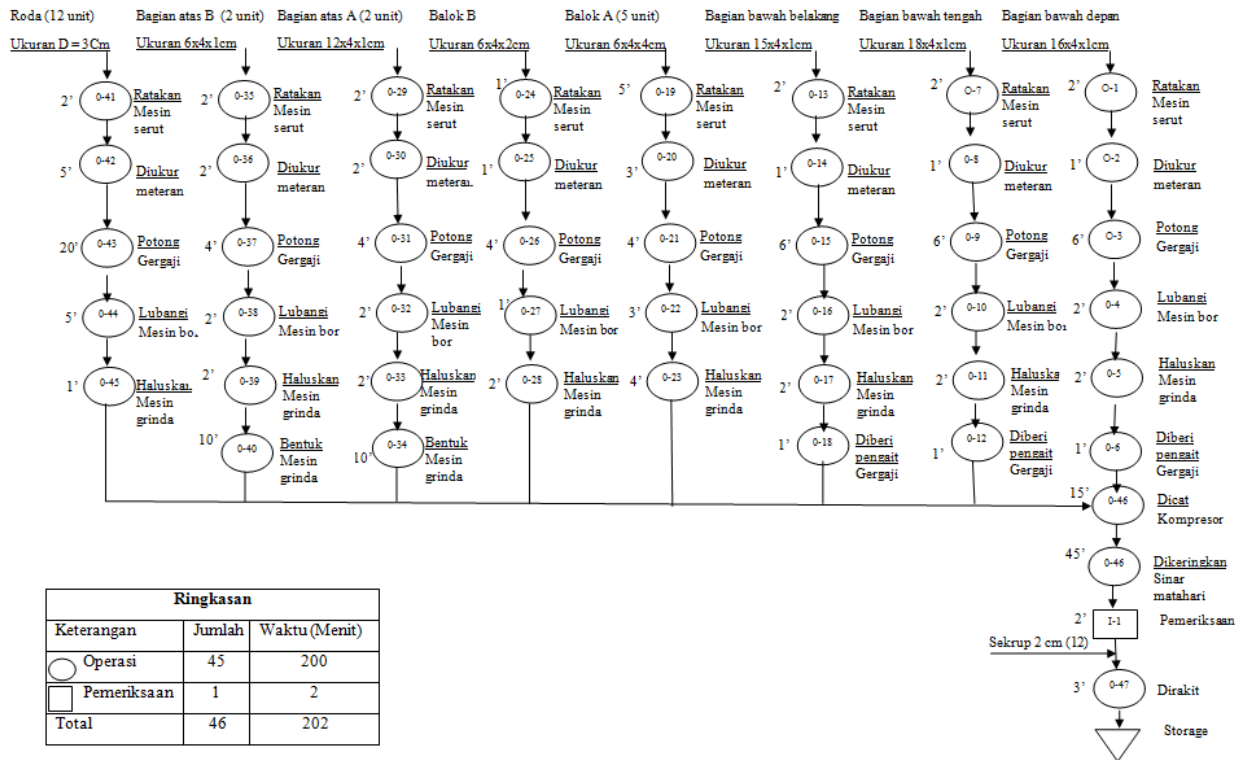 Roda (12 unit)
Ukuran D = 3Cm
2’
0-41
Ratakan
Mesin
serut
5’
0-42
Diukur
meteran
20’
0-43
Potong
Gergaji
5’
0-44
Lubangi
Mesin
1’
0-45
Mesin
grinda
Bagian atas B (2 unit)
Ukuran 6x4x1cm
2’
0-35
Ratakan
Mesin
serut
2’
0-36
Diukur
meteran
4’
0-37
Potong
Gergaji
2’
0-38
Lubangi
Mesin bor
2’
0-39
Haluskan
Mesin
grinda
10’
0-40
Bentuk
Mesin
grinda
Bagian atas A (2 unit)
Ukuran 12x4x1cm
2’
0-29
Ratakan
Mesin
serut
2’
0-30
Diukur
4’
0-31
Potong
Gergaji
2’
0-32
Lubangi
Mesin
bor
2’
0-33
Haluskan
Mesin
grinda
10’
0-34
Bentuk
Mesin
grinda
Balok B
Ukuran 6x4x2cm
1’
0-24
Ratakan
Mesin
serut
1’
0-25
Diukur
meteran
4’
0-26
Potong
Gergaji
1’
0-27
Lubangi
Mesin bor
2’
0-28
Haluskan
Mesin
grinda
Balok A (5 unit)
Ukuran 6x4x4cm
5’
0-19
Ratakan
Mesin
serut
3’
0-20
Diukur
meteran
4’
0-21
Potong
Gergaji
3’
0-22
Lubangi
Mesin bor
4’
0-23
Haluskan
Mesin
grinda
Bagian bawah belakang
Ukuran 15x4x1cm
2’
0-13
Ratakan
Mesin
serut
1’
0-14
Diukur
meteran
6’
0-15
Potong
Gergaji
2’
0-16
Lubangi
Mesin bor
2’
0-17
Haluskan
Mesin
grinda
1’
0-18
Diberi
pengait
Gergaji
Bagian bawah tengah
Ukuran 18x4x1cm
2’
O-7
Ratakan
Mesin
serut
1’
0-8
Diukur
meteran
6’
0-9
Potong
Gergaji
2’
0-10
Lubangi
Mesin
2’
0-11
Haluska
Mesin
grinda
1’
0-12
Diberi
pengait
Gergaji
Bagian bawah depan
Ukuran 16x4x1cm
2’
O-1
Ratakan
Mesin
serut
1’
O-2
Diukur
meteran
6’
O-3
Potong
Gergaji
2’
0-4
Lubangi
Mesin bor
2’
0-5
Haluskan
Mesin
grinda
1’
0-6
Diberi
pengait
Gergaji
15’
0-46
Dicat
Kompresor
45’
0-46
Dikeringkan
Sinar
matahari
2’
I-1
Pemeriksaan
Sekrup 2 cm (12)
3’
0-47
Dirakit
Storage
Ringkasan
Keterangan Jumlah Waktu (Menit)
Operasi 45 200
Pemeriksaan 1 2
Total 46 202